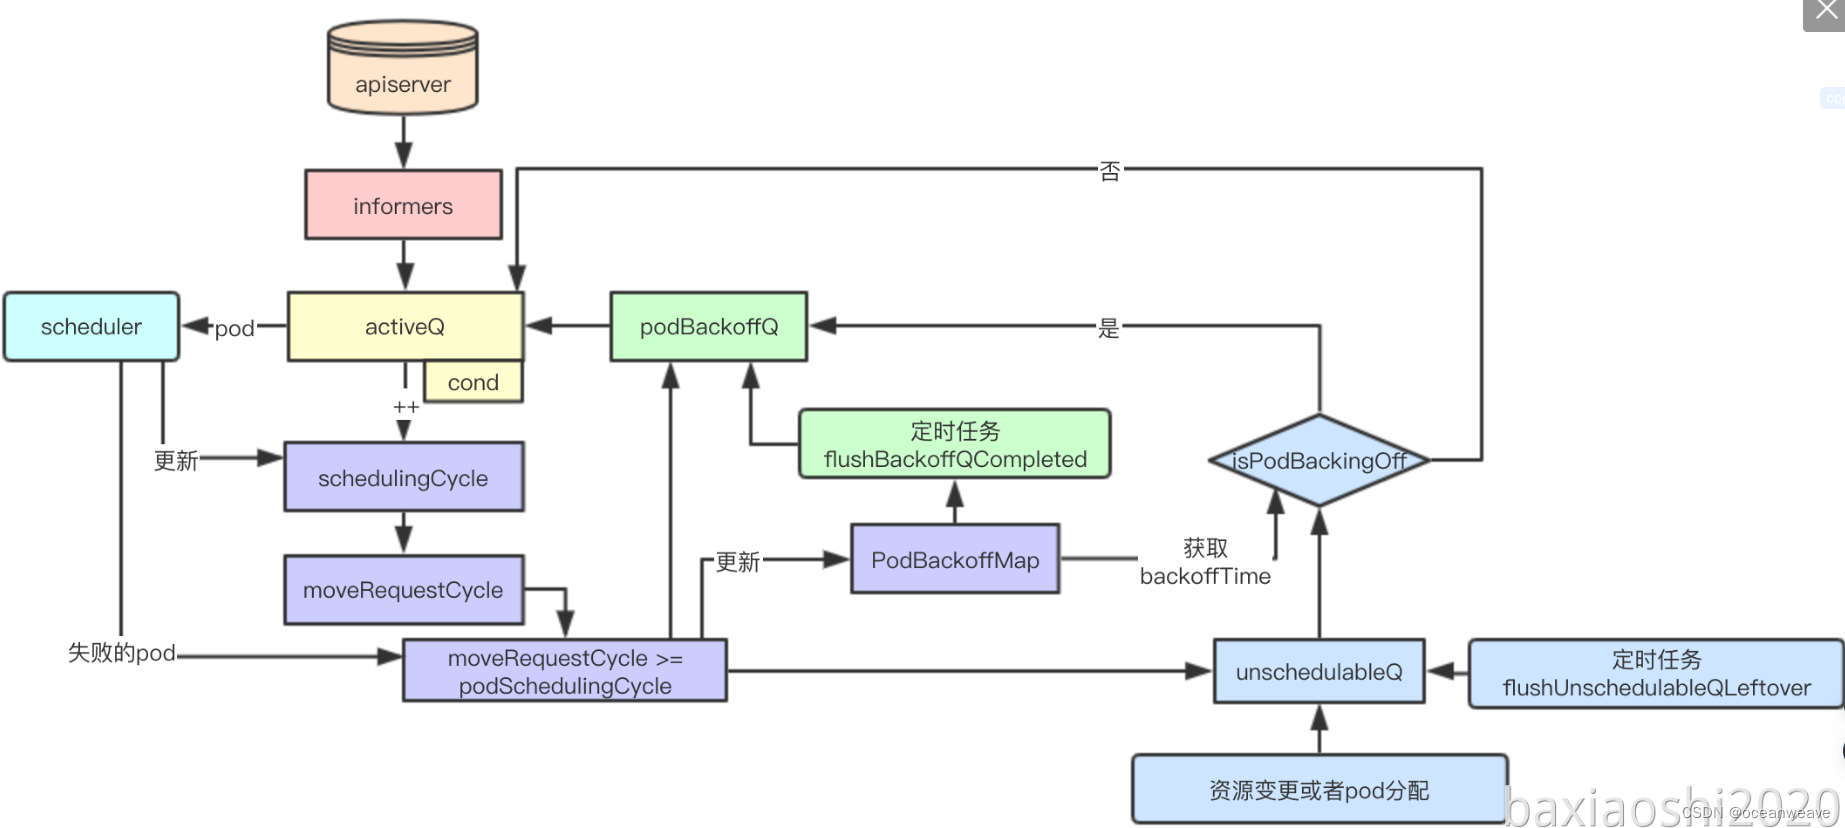 apiserver
informers
否
scheduler
pod
activeQ
podBackoffQ
是
cond
++
定时任务
flushBackoffQCompleted
更新
schedulingCycle
isPodBackingOff
moveRequestCycle
更新
PodBackoffMap
获取
backoffTime
失败的pod
moveRequestCycle >=
podSchedulingCycle
unschedulableQ
定时任务
flushUnschedulableQLeftover
资源变更或者pod分配
baxiaoshi2020
CSDN @oceanweave